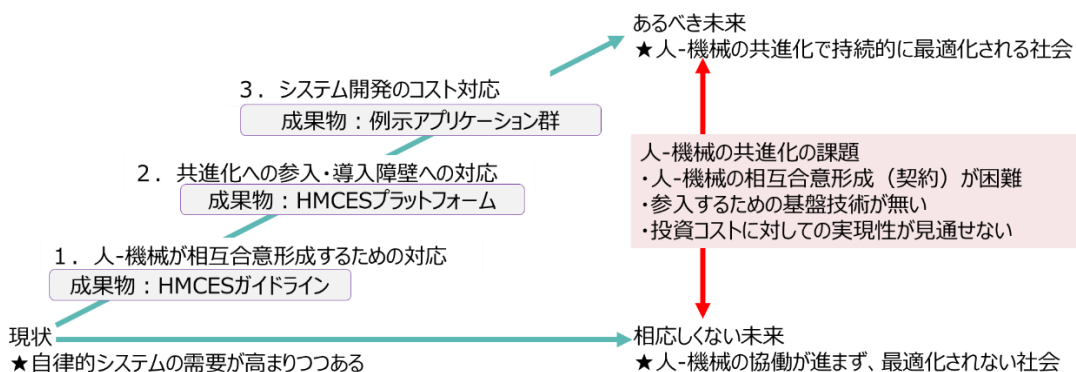 あるべき未来
★人-機械の共進化で持続的に最適化される社会
3．システム開発のコスト対応
成果物：例示アプリケーション群
人-機械の共進化の課題
・人-機械の相互合意形成（契約）が困難
・参入するための基盤技術が無い
・投資コストに対しての実現性が見通せない
2．共進化への参入・導入障壁への対応
成果物：HMCESプラットフォーム
1．人-機械が相互合意形成するための対応
成果物：HMCESガイドライン
現状
★自律的システムの需要が高まりつつある
相応しくない未来
★人-機械の協働が進まず、最適化されない社会